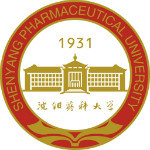 SHENYANG PHARMACEUTICAL UNIVERSITY
1931
沈阳药科大学